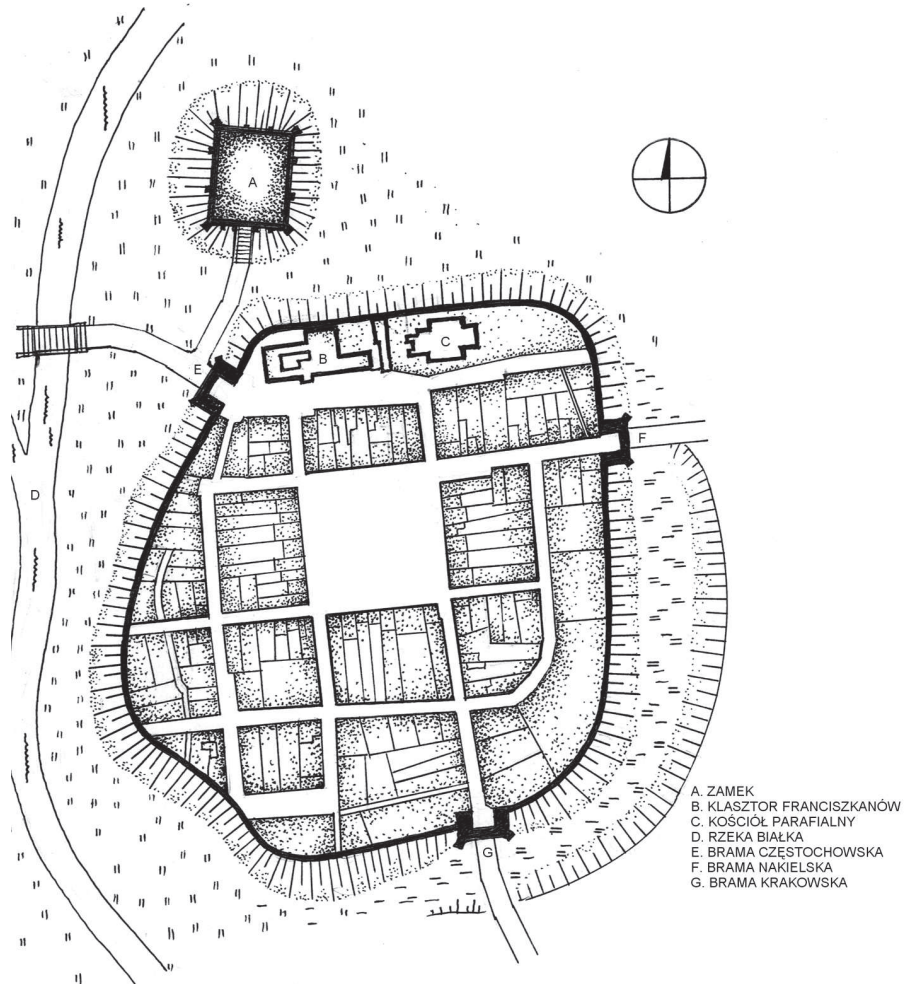 A
E
B
C
F
D
G
A. ZAMEK
B. KLASZTOR FRANCISZKANÓW
C. KOŚCIÓŁ PARAFIALNY
D. RZEKA BIAŁKA
E. BRAMA CZĘSTOCHOWSKA
F. BRAMA NAKIELSKA
G. BRAMA KRAKOWSKA